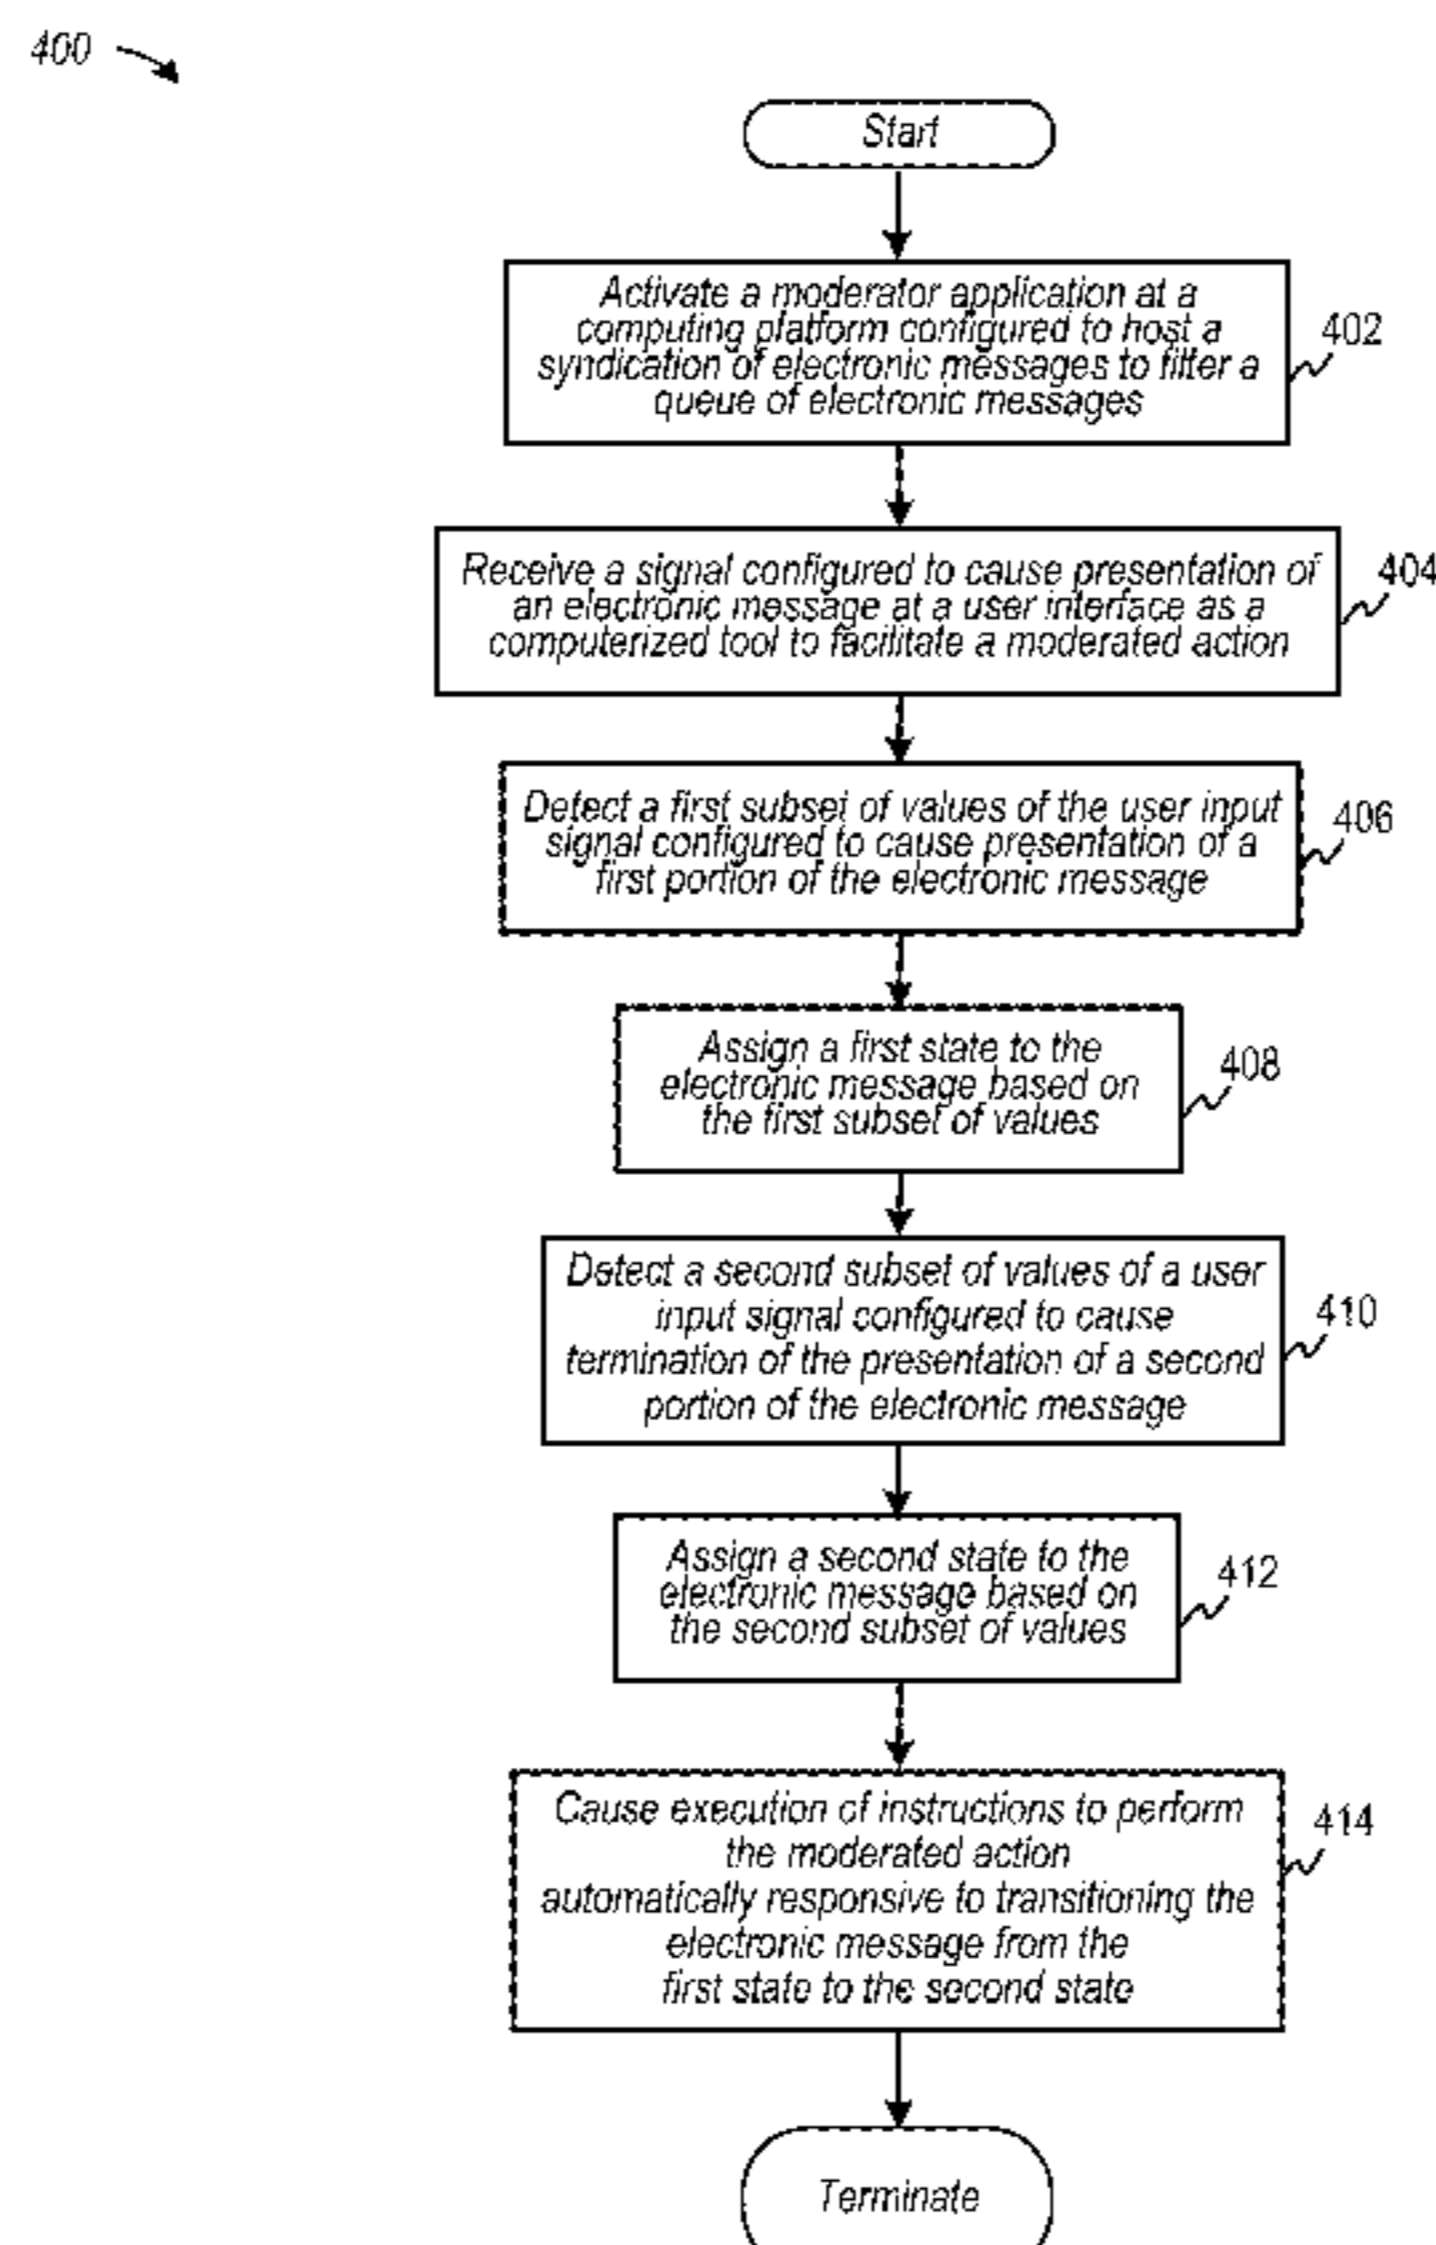 400
Start
Activate a moderator application at a
computing platform configured to host a
syndication of electronic messages to filter a
queue of electronic messages
402
Receive a signal configured to cause presentation of
an electronic message at a user interface as a
computerized tool to facilitate a moderated action
404
Detect a first subset of values of the user input
signal configured to cause presentation of a
first portion of the electronic message
406
Assign a first state to the
electronic message based on
the first subset of values
408
Detect a second subset of values of a user
input signal configured to cause
termination of the presentation of a second
portion of the electronic message
410
Assign a second state to the
electronic message based on
the second subset of values
412
Cause execution of instructions to perform
the moderated action
automatically responsive to transitioning the
electronic message from the
first state to the second state
414
Terminate